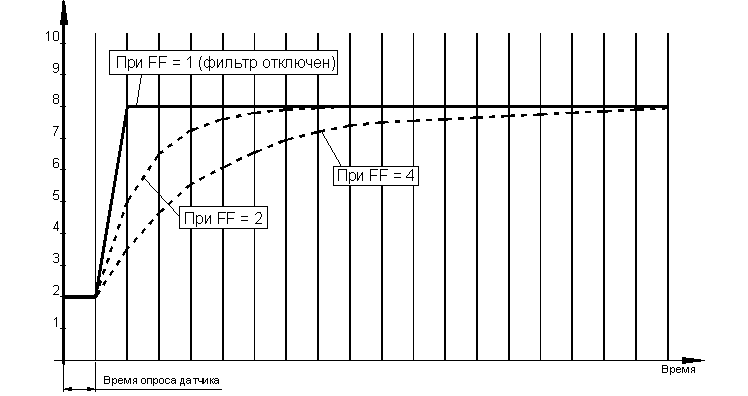 10
9
При FF = 1 (фильтр отключен)
8
7
6
При FF = 4
5
При FF = 2
4
3
2
1
Время
Время опроса датчика